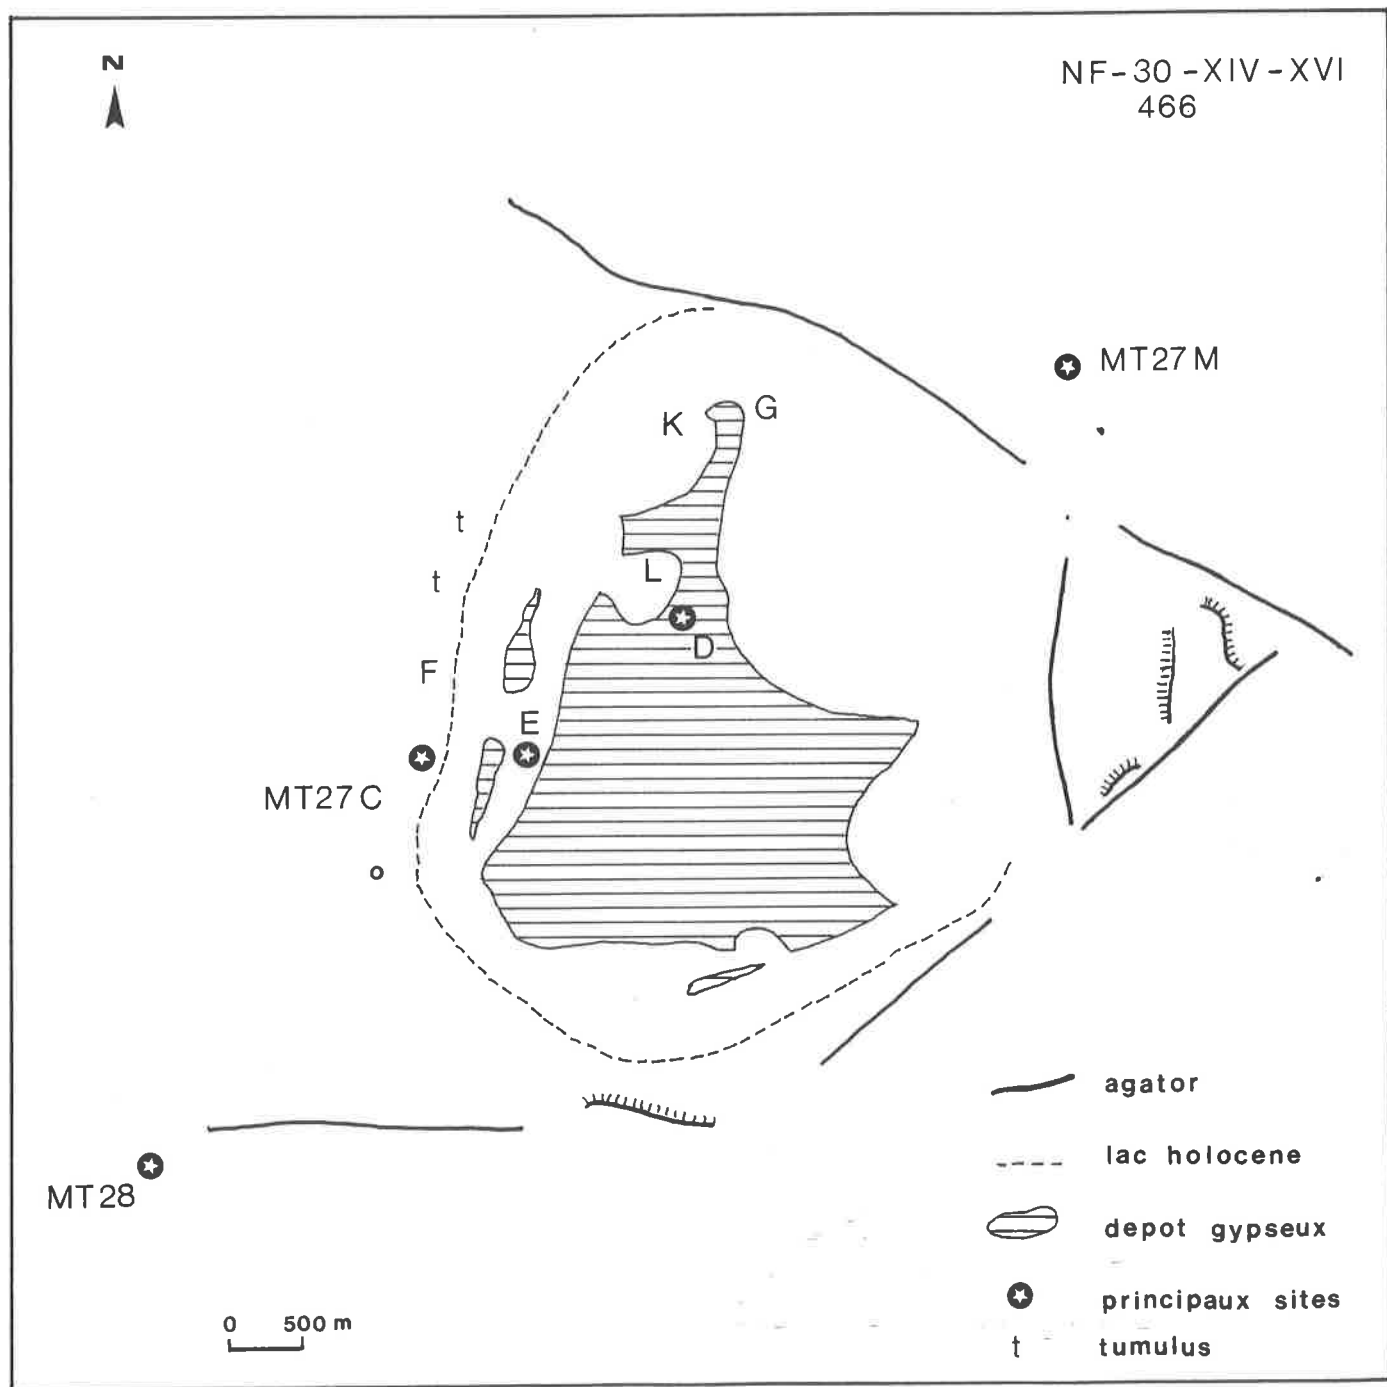 N
NF-30-XIV-XVI
466
MT27M
K
G
t
t
L
F
D
E
MT27C
o
MT28
0 500 m
agator
lac holocene
depot gypseux
principaux sites
t tumulus